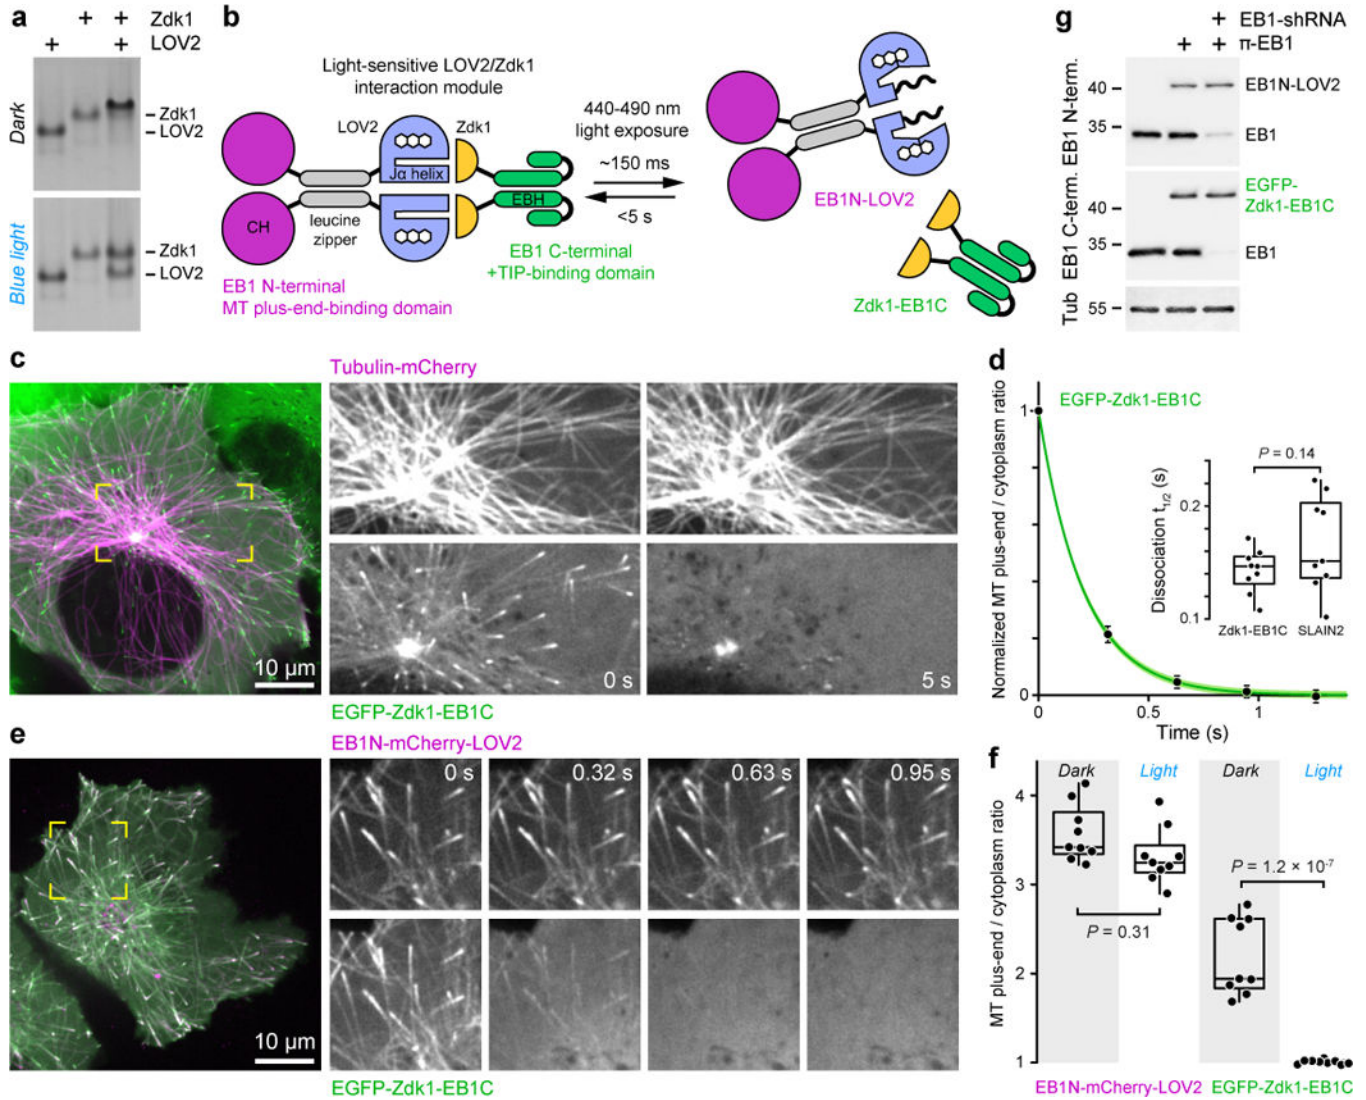 a
Zdk1
LOV2
+ +
+ +
Dark
Zdk1
LOV2
Blue light
Zdk1
LOV2
b
Light-sensitive LOV2/Zdk1
interaction module
LOV2
Zdk1
Jα helix
CH
leucine
zipper
EBH
EB1 N-terminal
MT plus-end-binding domain
EB1 C-terminal
+TIP-binding domain
440-490 nm
light exposure
~150 ms
<5 s
EB1N-LOV2
Zdk1-EB1C
g
+ EB1-shRNA
+ + π-EB1
EB1 N-term.
40
35
EB1N-LOV2
EB1
EB1 C-term.
40
35
EGFP-
Zdk1-EB1C
EB1
Tub
55
c
Tubulin-mCherry
10 µm
0 s
5 s
EGFP-Zdk1-EB1C
d
EGFP-Zdk1-EB1C
Normalized MT plus-end / cytoplasm ratio
1
0
0
0.5
1
Time (s)
P = 0.14
Dissociation t1/2 (s)
0.2
0.1
Zdk1-EB1C
SLAIN2
e
EB1N-mCherry-LOV2
10 µm
0 s
0.32 s
0.63 s
0.95 s
EGFP-Zdk1-EB1C
f
Dark
Light
Dark
Light
MT plus-end / cytoplasm ratio
4
3
2
1
P = 0.31
P = 1.2 × 10-7
EB1N-mCherry-LOV2
EGFP-Zdk1-EB1C